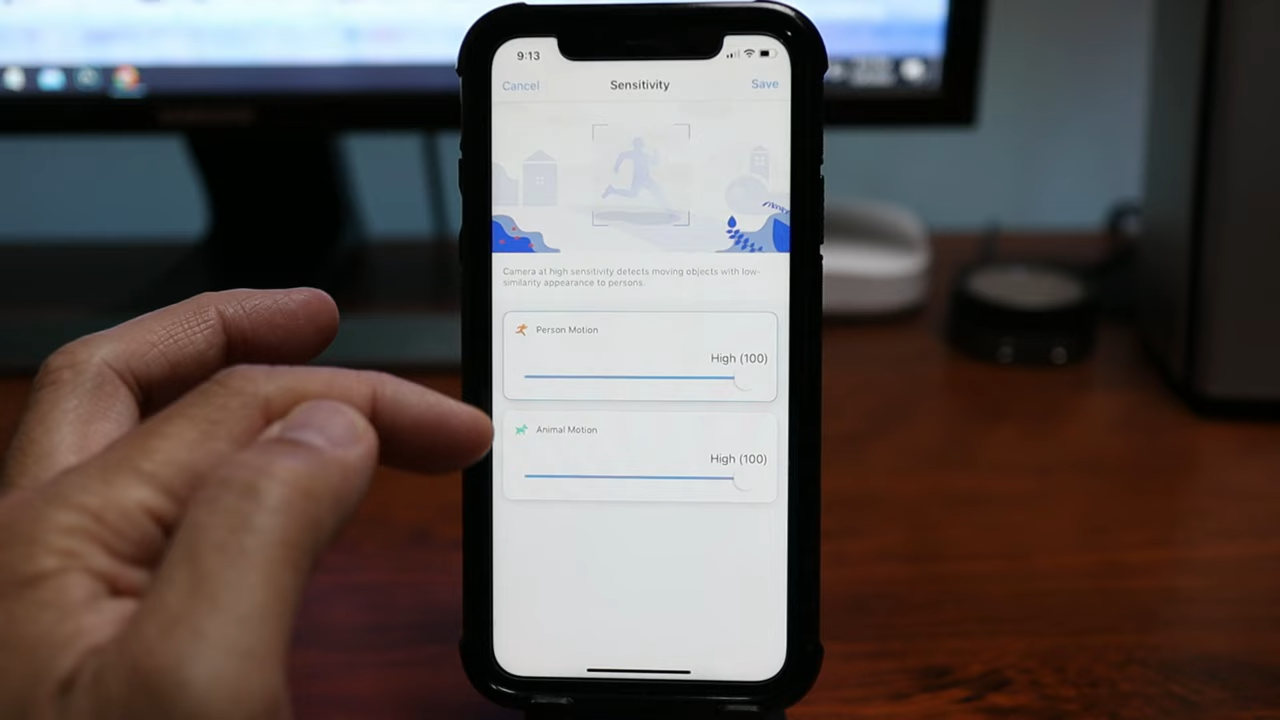 9:13
Cancel
Sensitivity
Save
Camera at high sensitivity detects moving objects with low-
similarity appearance to persons.
Person Motion
High (100)
Animal Motion
High (100)